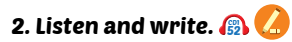 2. Listen and write. CD1 52